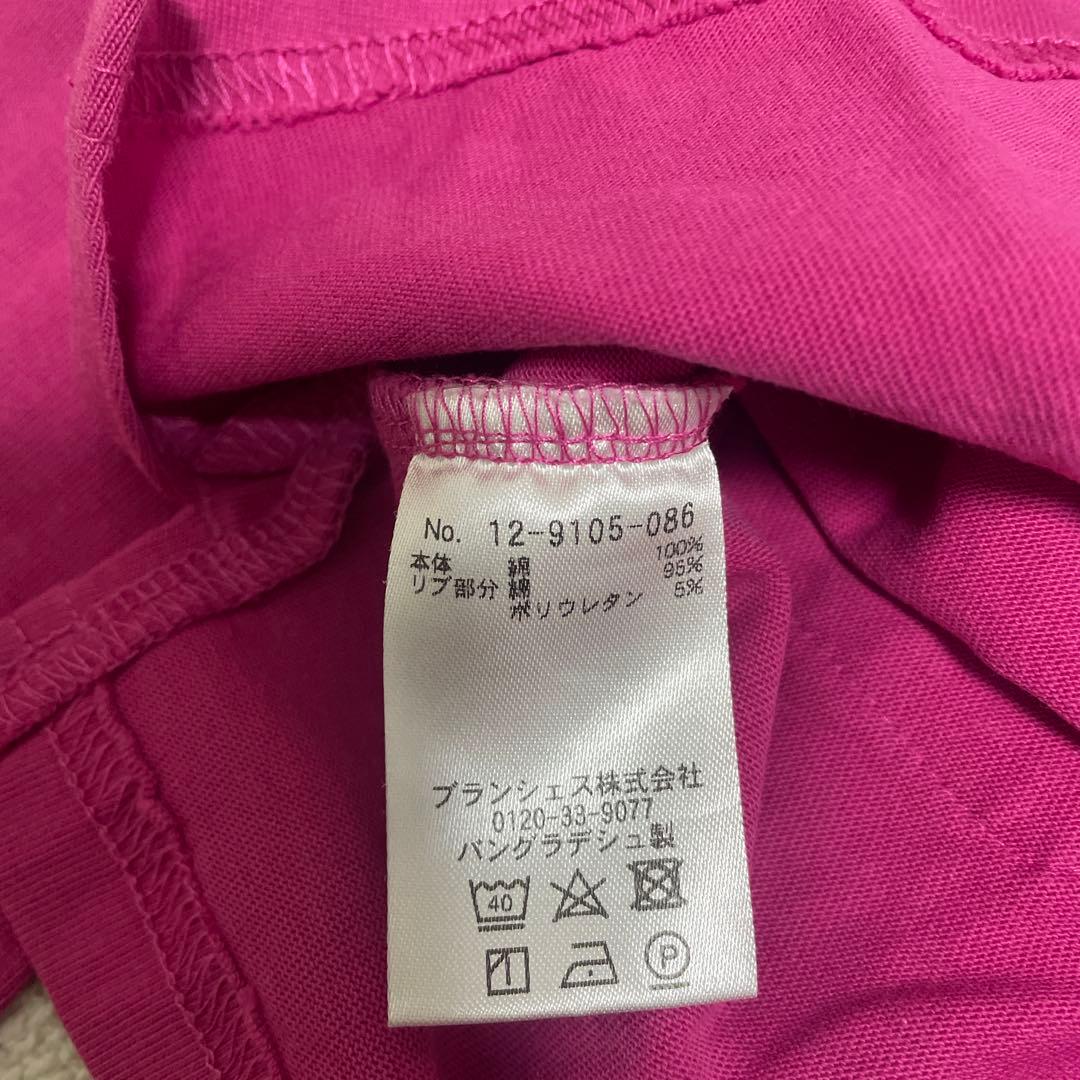 No. 12-9105-086
本体 綿 100%
リブ部分 綿 95%
ポリウレタン 5%
ブランシェス株式会社
0120-33-9077
バングラデシュ製
40
P